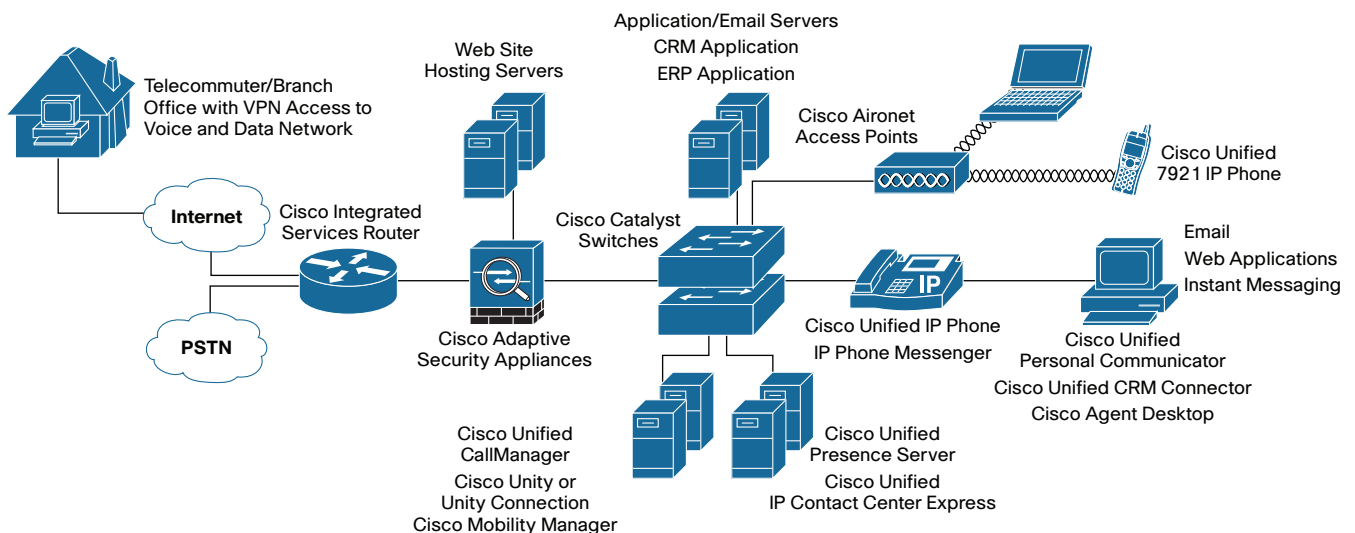 Application/Email Servers
CRM Application
ERP Application
Web Site
Hosting Servers
Telecommuter/Branch
Office with VPN Access to
Voice and Data Network
Cisco Aironet
Access Points
Cisco Unified
7921 IP Phone
Internet
Cisco Integrated
Services Router
Cisco Catalyst
Switches
Email
Web Applications
Instant Messaging
IP
PSTN
Cisco Adaptive
Security Appliances
Cisco Unified IP Phone
IP Phone Messenger
Cisco Unified
Personal Communicator
Cisco Unified CRM Connector
Cisco Agent Desktop
Cisco Unified
CallManager
Cisco Unity or
Unity Connection
Cisco Mobility Manager
Cisco Unified
Presence Server
Cisco Unified
IP Contact Center Express